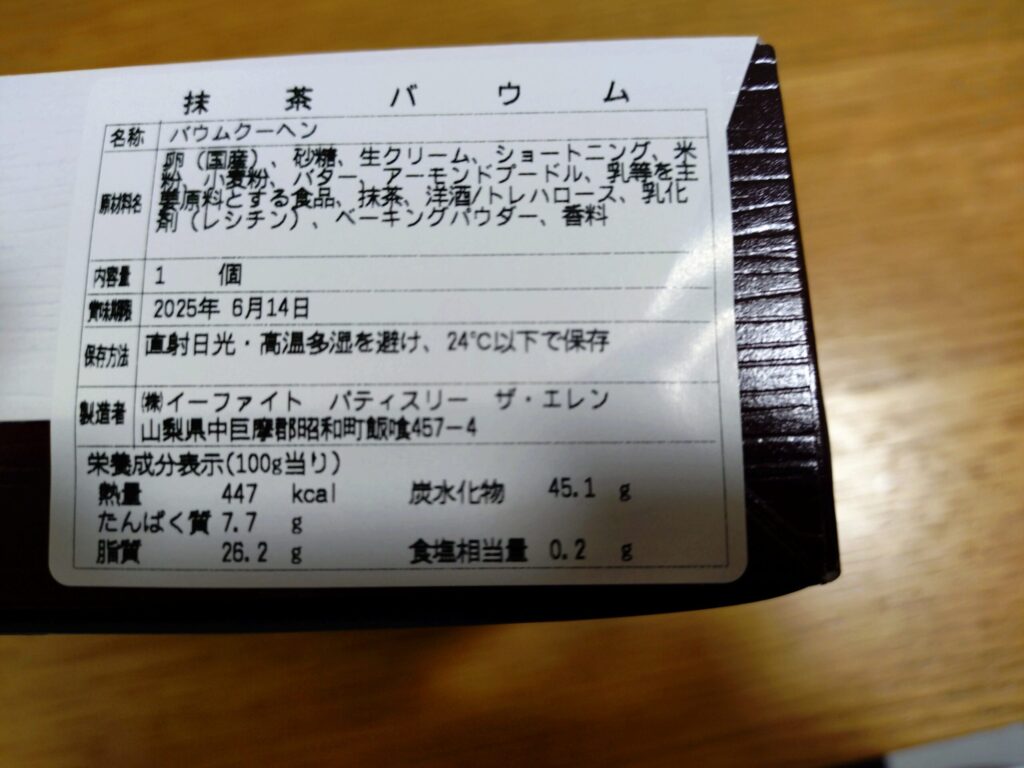 抹茶バウム
名称 バウムクーヘン
原材料名 卵（国産）、砂糖、生クリーム、ショートニング、米
粉、小麦粉、バター、アーモンドプードル、乳等を主
要原料とする食品、抹茶、洋酒/トレハロース、乳化
剤（レシチン）、ベーキングパウダー、香料
内容量 1 個
賞味期限 2025年 6月14日
保存方法 直射日光・高温多湿を避け、24℃以下で保存
製造者 ㈱イーファイト パティスリー ザ・エレン
山梨県中巨摩郡昭和町飯喰457－4
栄養成分表示(100g当り)
熱量 447 kcal 炭水化物 45.1 g
たんぱく質 7.7 g
脂質 26.2 g 食塩相当量 0.2 g